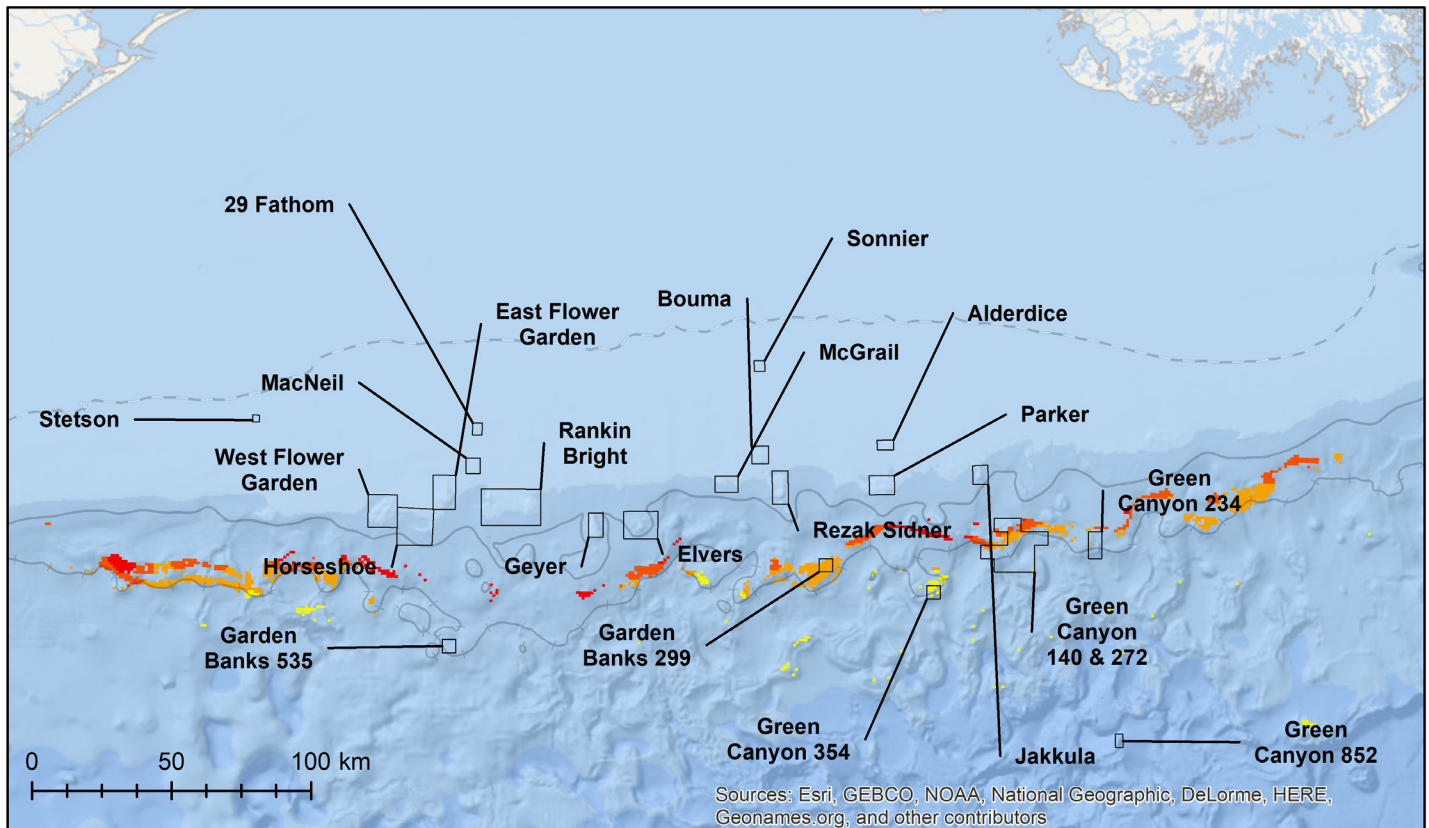 29 Fathom
Sonnier
Bouma
East Flower
Garden
Alderdice
McGrail
MacNeil
Stetson
Parker
Rankin
Bright
West Flower
Garden
Green
Canyon 234
Rezak Sidner
Elvers
Horseshoe
Geyer
Green
Canyon
140 & 272
Garden
Banks 535
Garden
Banks 299
Green
Canyon 354
Jakkula
Green
Canyon 852
0 50 100 km
Sources: Esri, GEBCO, NOAA, National Geographic, DeLorme, HERE,
Geonames.org, and other contributors